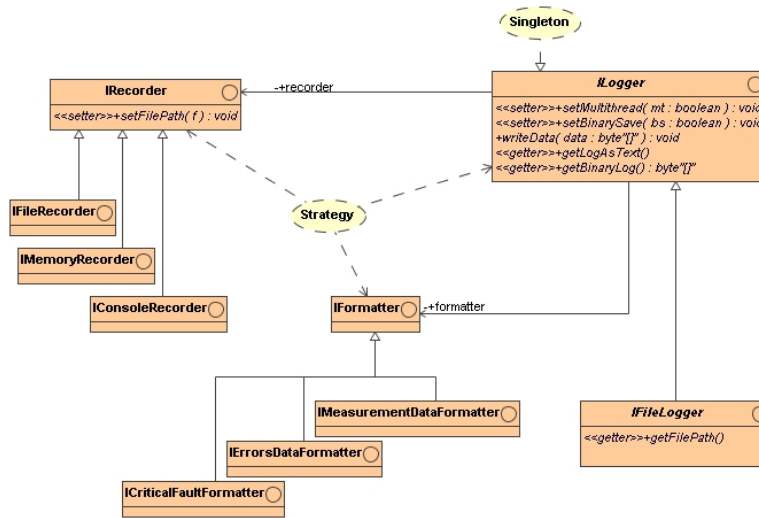 Singleton
IRecorder
<<setter>>+setFilePath( f ) : void
-+recorder
ILogger
<<setter>>+setMultithread( mt : boolean ) : void
<<setter>>+setBinarySave( bs : boolean ) : void
+writeData( data : byte"[]" ) : void
<<getter>>+getLogAsText()
<<getter>>+getBinaryLog() : byte"[]"
IFileRecorder
Strategy
IMemoryRecorder
IConsoleRecorder
IFormatter
-+formatter
IMeasurementDataFormatter
IFileLogger
<<getter>>+getFilePath()
IErrorsDataFormatter
ICriticalFaultFormatter